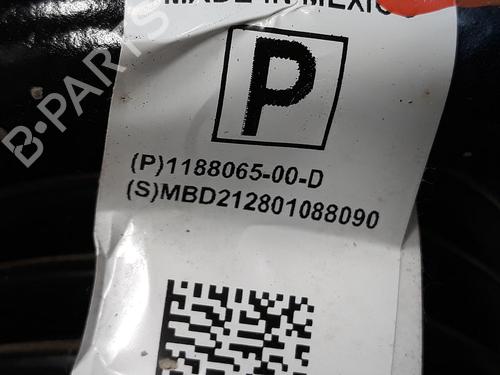 MADE IN MEXICO
P
(P)1188065-00-D
(S)MBD212801088090
B-PARTS